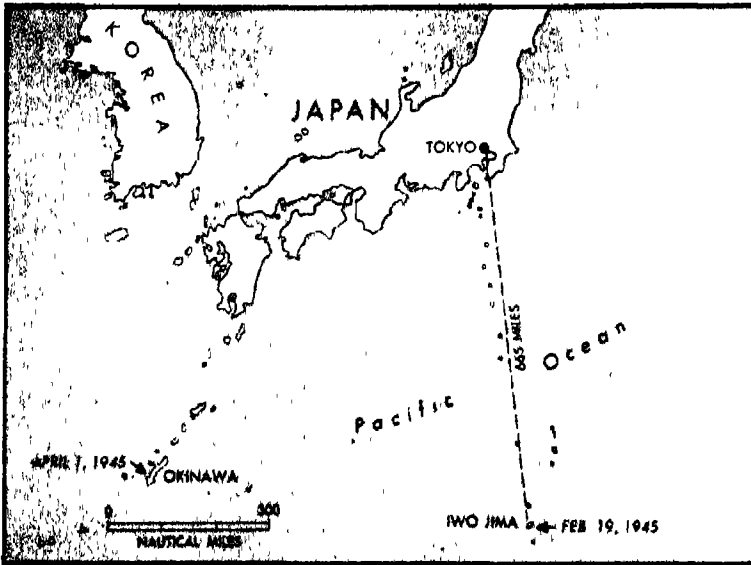 KOREA
JAPAN
TOKYO
665 MILES
Pacific Ocean
APRIL 1, 1945
OKINAWA
0 300
NAUTICAL MILES
IWO JIMA
FEB 19, 1945